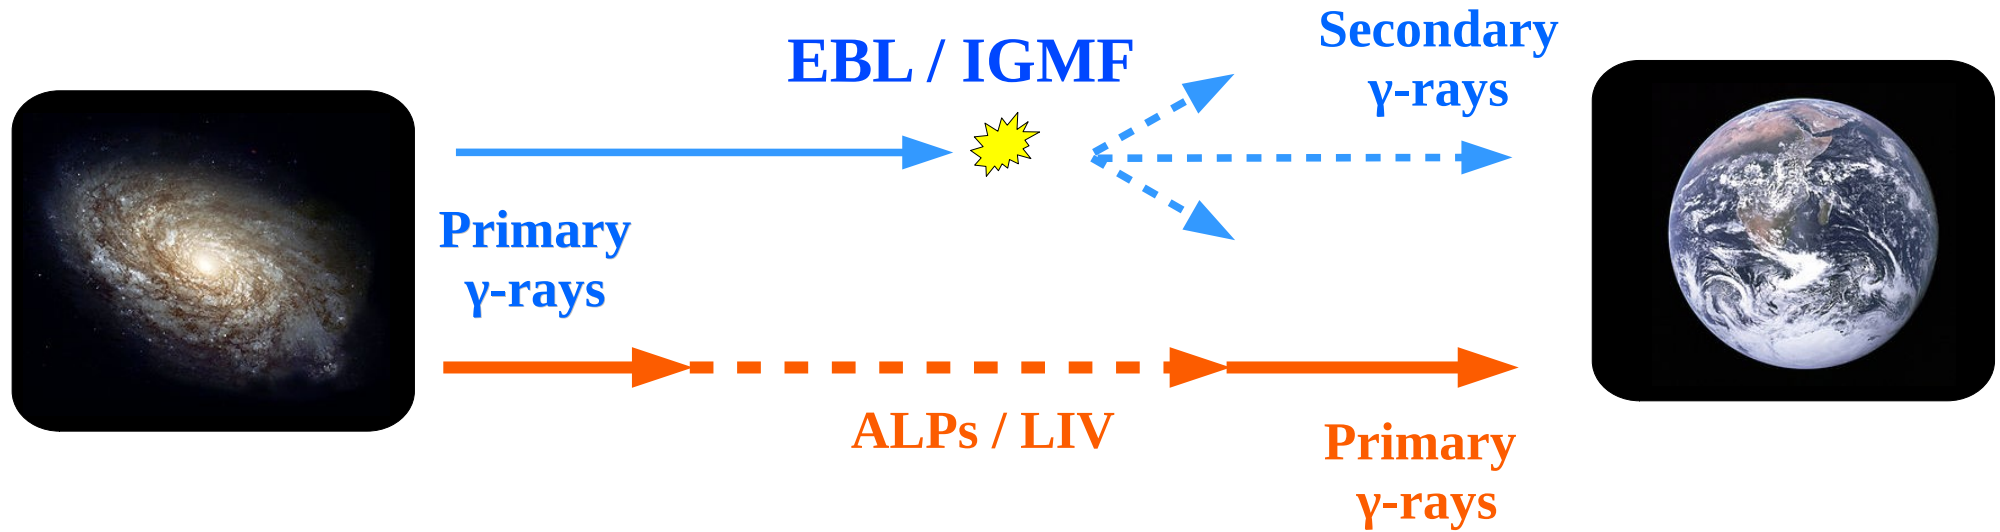 EBL / IGMF
Secondary
γ-rays
Primary
γ-rays
ALPs / LIV
Primary
γ-rays